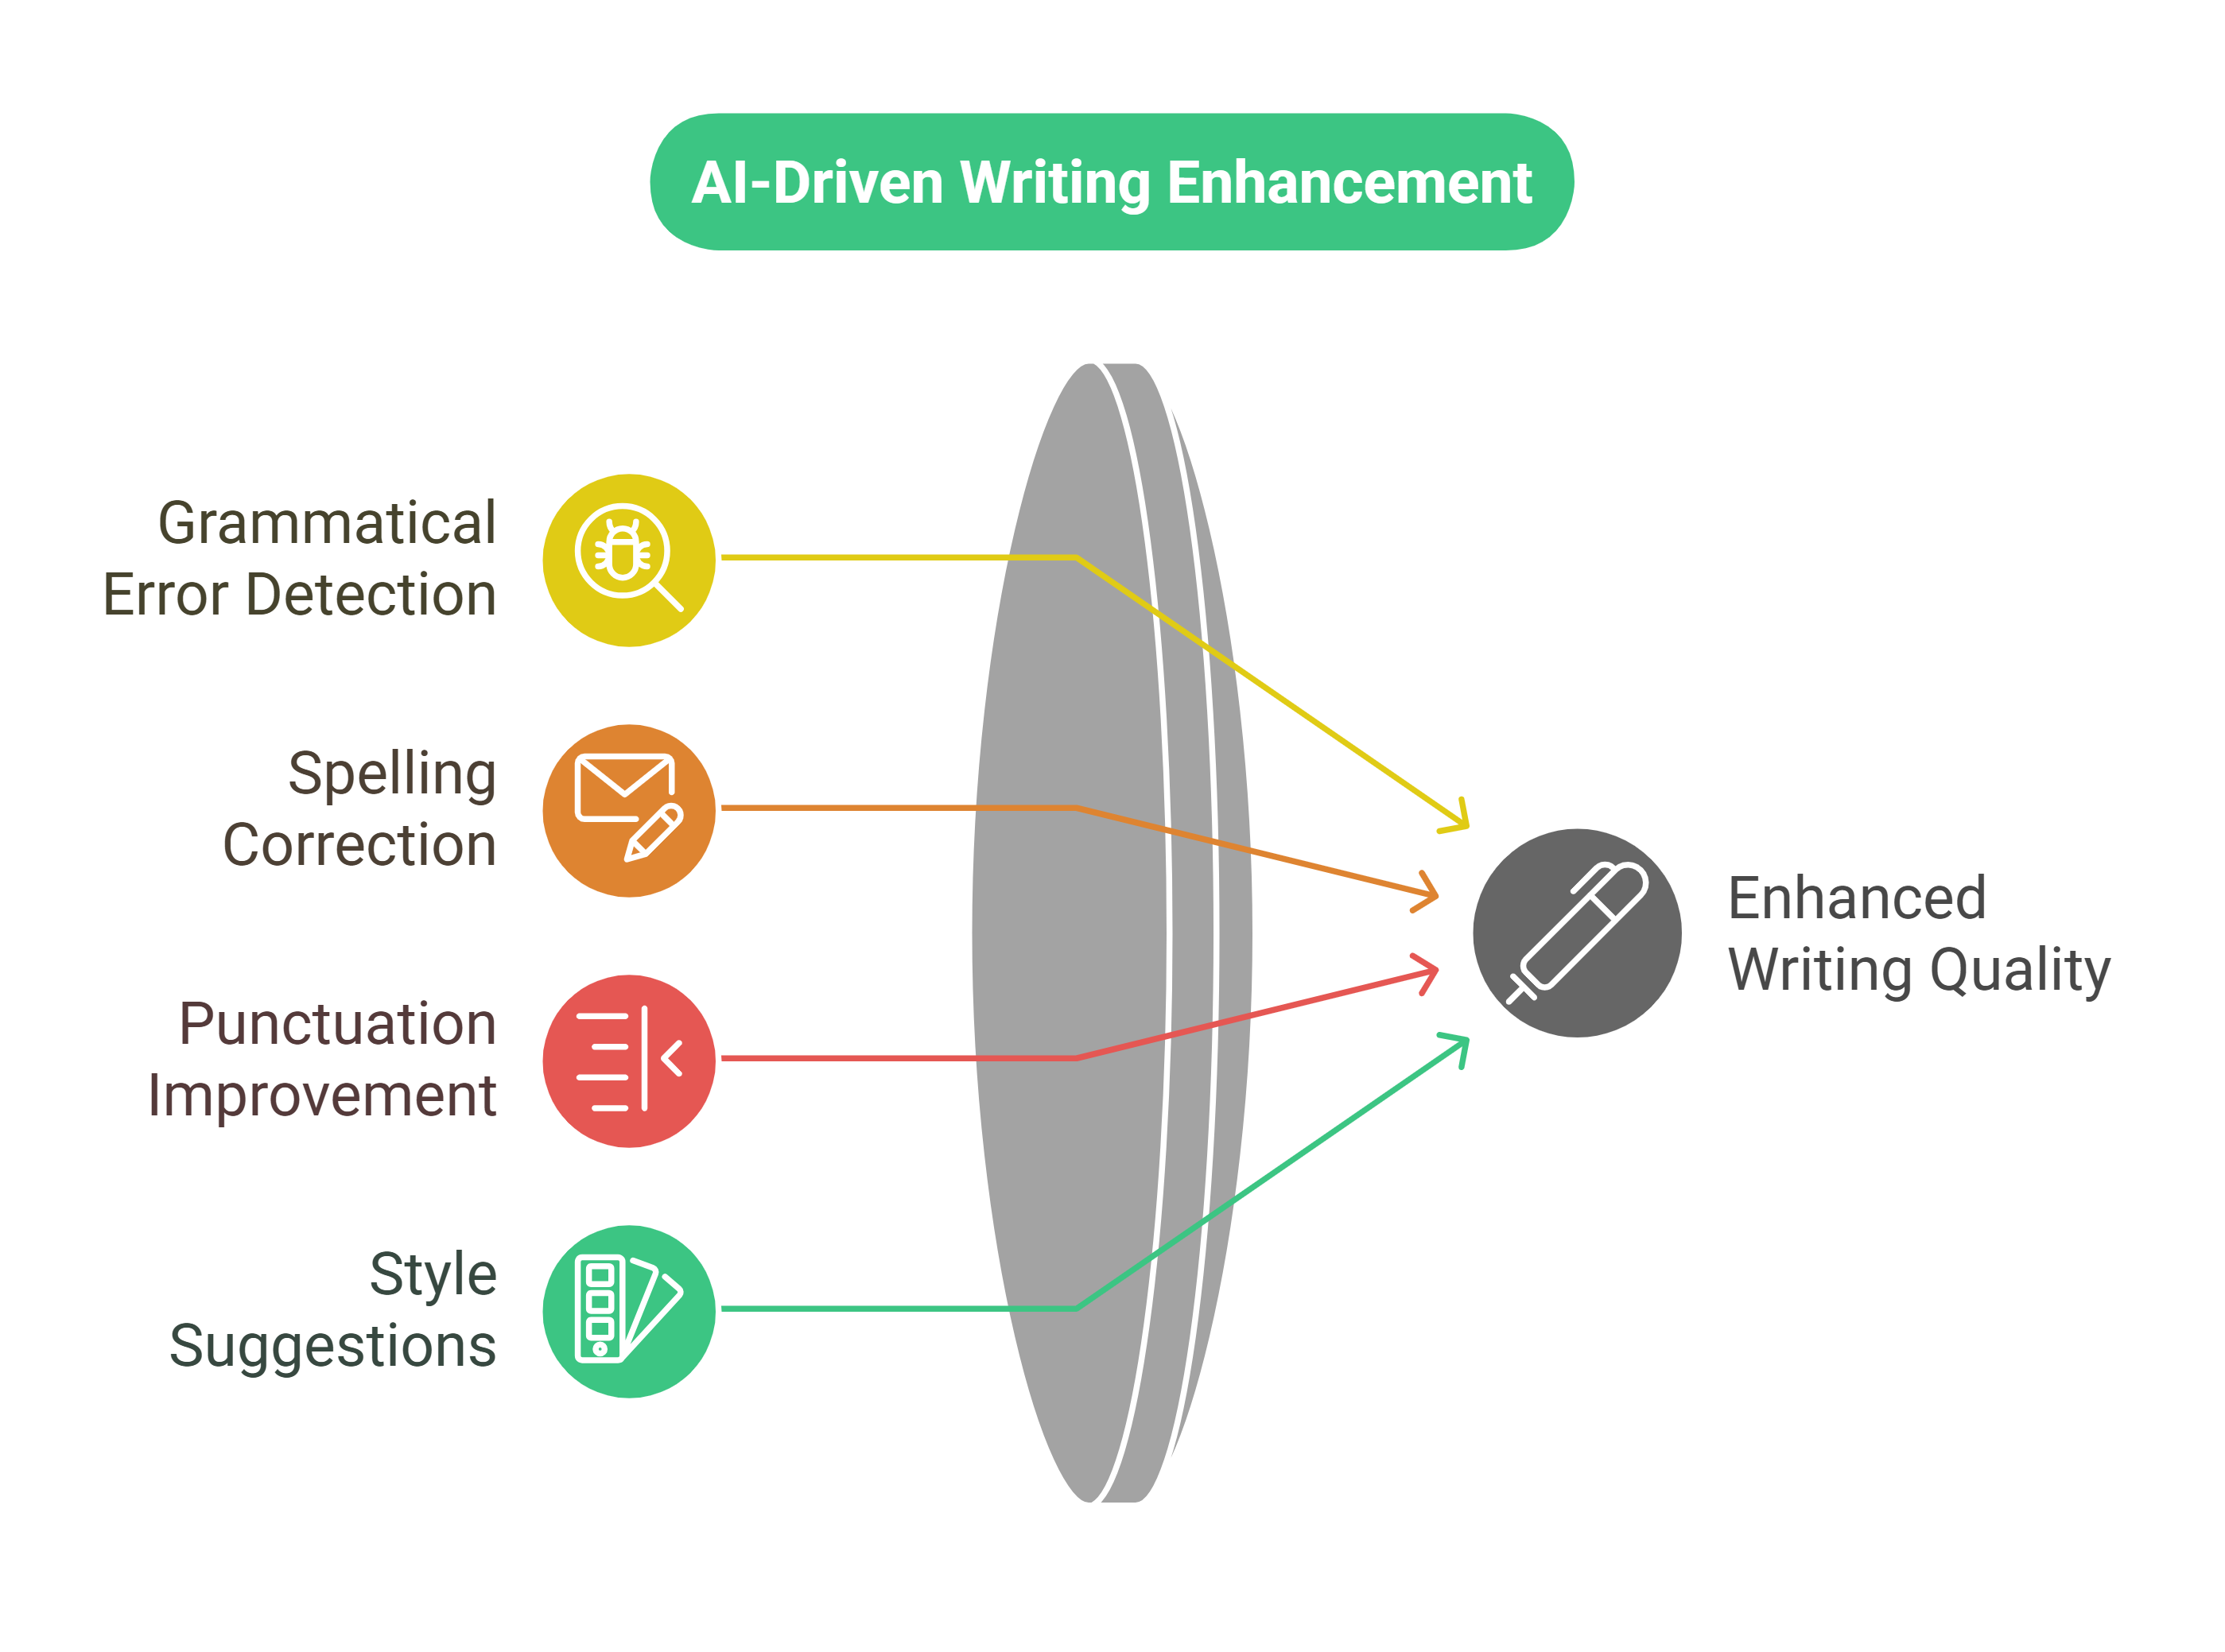 AI-Driven Writing Enhancement
Grammatical
Error Detection
Spelling
Correction
Punctuation
Improvement
Style
Suggestions
Enhanced
Writing Quality